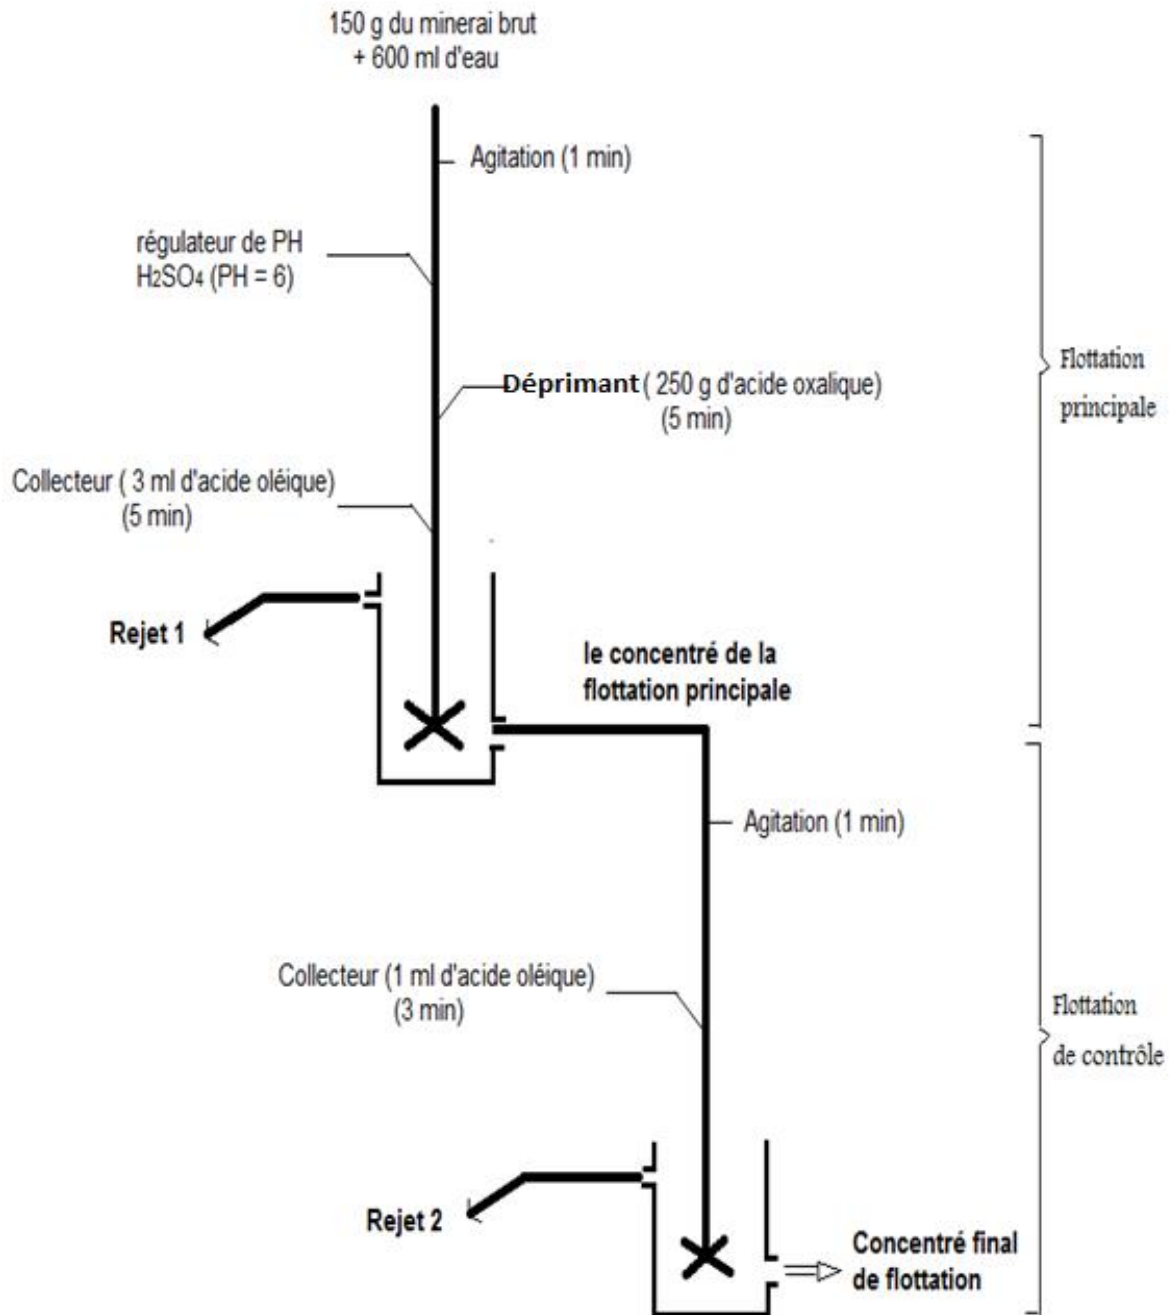 150 g du minerai brut
+ 600 ml d'eau
Agitation (1 min)
régulateur de PH
H2SO4 (PH = 6)
Déprimant ( 250 g d'acide oxalique)
(5 min)
Flottation
principale
Collecteur ( 3 ml d'acide oléique)
(5 min)
Rejet 1
le concentré de la
flottation principale
Agitation (1 min)
Collecteur (1 ml d'acide oléique)
(3 min)
Flottation
de contrôle
Rejet 2
Concentré final
de flottation